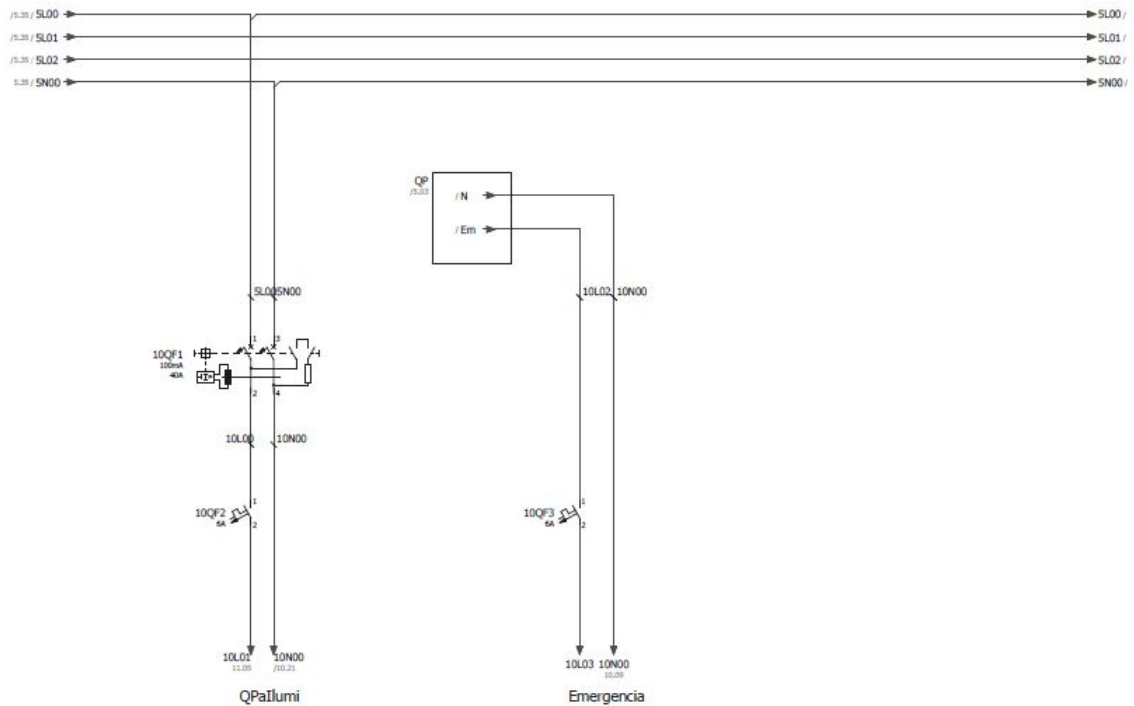 /5.35 / 5L00 5L00 /
/5.35 / 5L01 5L01 /
/5.35 / 5L02 5L02 /
5.35 / 5N00 5N00 /
QP
/5.03
/ N
/ Em
5L00 5N00
10L02 10N00
1 3
10QF1
100mA
40A
2 4
10L00 10N00
10QF2
6A
1
2
10QF3
6A
1
2
10L01 10N00
11.05 /10.21
10L03 10N00
10.09
QPaIlumi
Emergencia